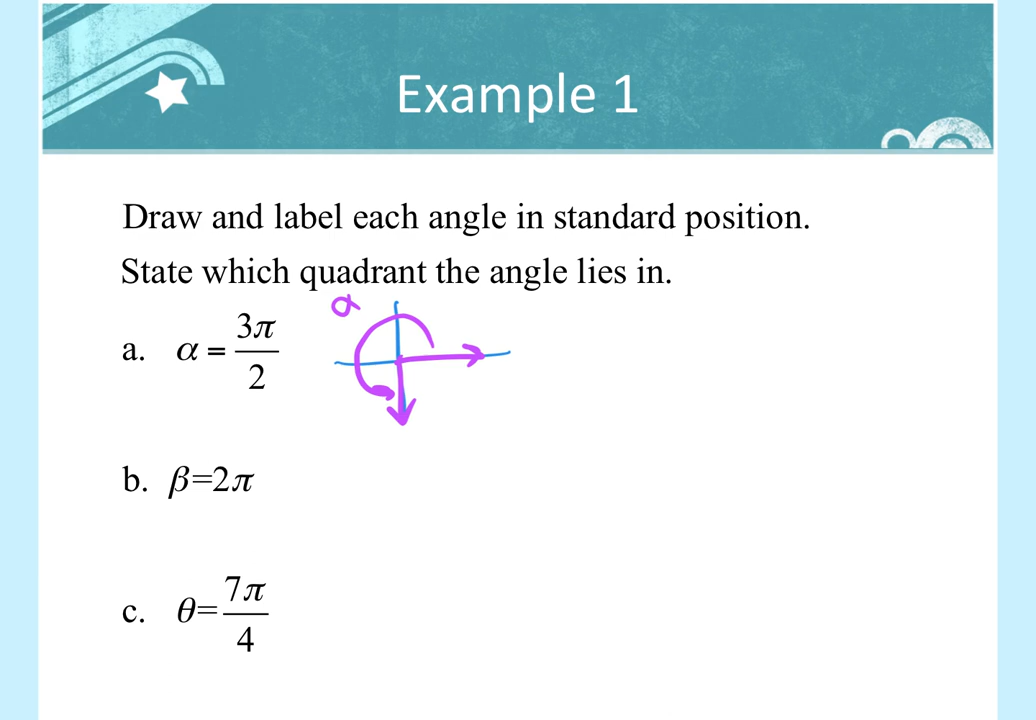 Example 1
Draw and label each angle in standard position.
State which quadrant the angle lies in.
a. α = 3π/2
α
b. β=2π
c. θ=7π/4